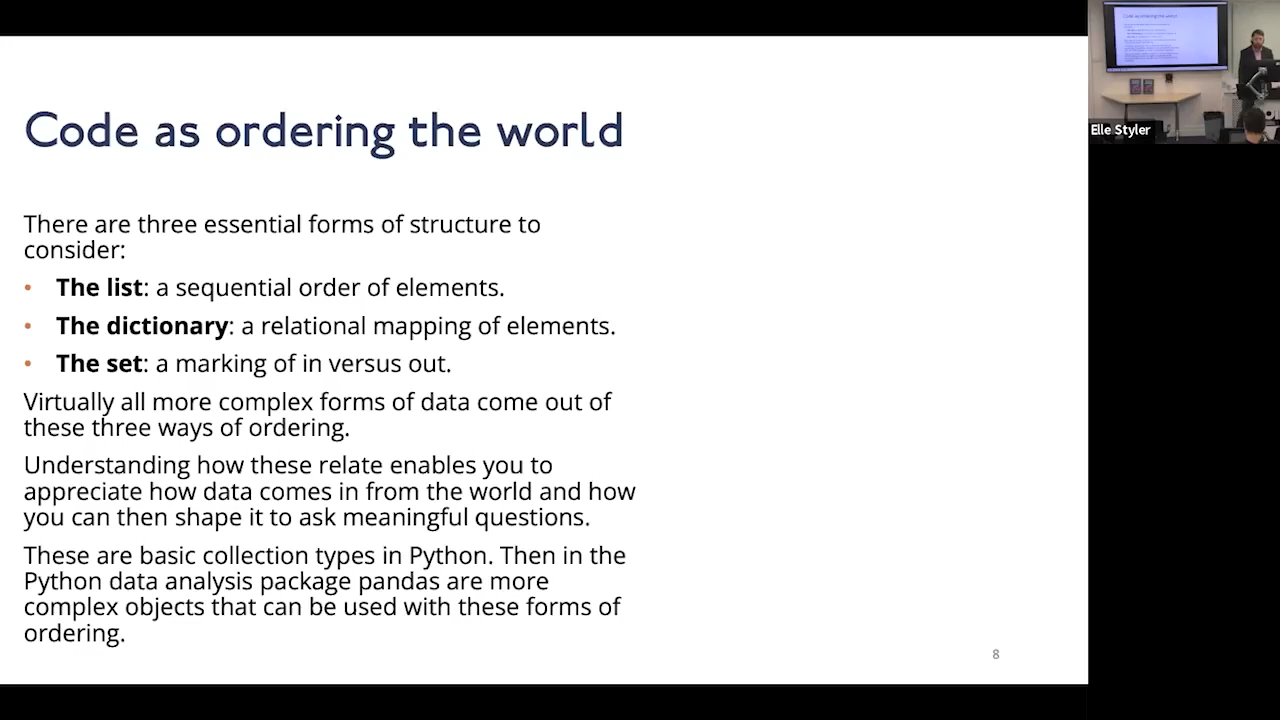 Code as ordering the world
There are three essential forms of structure to
consider:
• The list: a sequential order of elements.
• The dictionary: a relational mapping of elements.
• The set: a marking of in versus out.
Virtually all more complex forms of data come out of
these three ways of ordering.
Understanding how these relate enables you to
appreciate how data comes in from the world and how
you can then shape it to ask meaningful questions.
These are basic collection types in Python. Then in the
Python data analysis package pandas are more
complex objects that can be used with these forms of
ordering.
8
Code as ordering the world
Elle Styler